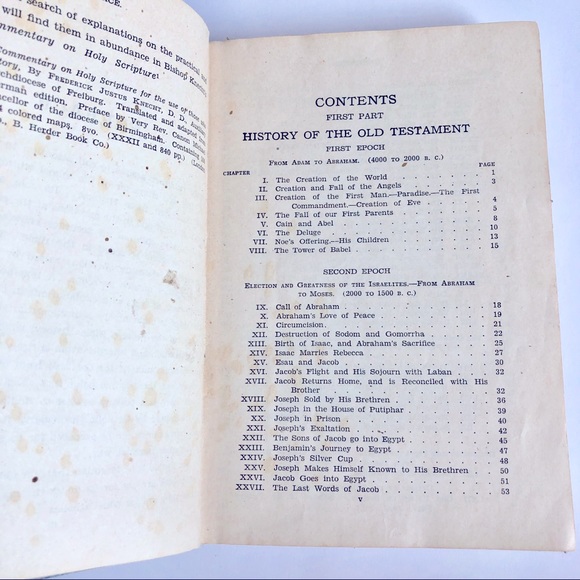 CE.
search of explanations on the practical and
will find them in abundance in Bishop
Commentary on Holy Scripture:
Commentary on Holy Scripture for the use of
By FREDERICK JUSTUS KNECHT, D. D.,
Archdiocese of Freiburg. Translated and adapted
German edition. Preface by Very Rev.
of the diocese of Birmingham. Containing
colored maps. 8vo. (XXXII and 840 pp.)
B. Herder Book Co.)
CONTENTS
FIRST PART
HISTORY OF THE OLD TESTAMENT
FIRST EPOCH
FROM ADAM TO ABRAHAM. (4000 TO 2000 B. C.)
CHAPTER PAGE
I. The Creation of the World . . . . . . . . . . 1
II. Creation and Fall of the Angels . . . . . . . . 3
III. Creation of the First Man.—Paradise.—The First
Commandment.—Creation of Eve . . . . . . . 4
IV. The Fall of our First Parents . . . . . . . . 5
V. Cain and Abel . . . . . . . . . . . . 8
VI. The Deluge . . . . . . . . . . . . . 10
VII. Noe's Offering.—His Children . . . . . . . . 13
VIII. The Tower of Babel . . . . . . . . . . 15
SECOND EPOCH
ELECTION AND GREATNESS OF THE ISRAELITES.—FROM ABRAHAM
TO MOSES. (2000 TO 1500 B. C.)
IX. Call of Abraham . . . . . . . . . . . 18
X. Abraham's Love of Peace . . . . . . . . . 19
XI. Circumcision . . . . . . . . . . . . 21
XII. Destruction of Sodom and Gomorrha . . . . . . 22
XIII. Birth of Isaac, and Abraham's Sacrifice . . . . . 25
XIV. Isaac Marries Rebecca . . . . . . . . . . 27
XV. Esau and Jacob . . . . . . . . . . . 30
XVI. Jacob's Flight and His Sojourn with Laban . . . . 32
XVII. Jacob Returns Home, and is Reconciled with His
Brother . . . . . . . . . . . . . 32
XVIII. Joseph Sold by His Brethren . . . . . . . . 36
XIX. Joseph in the House of Putiphar . . . . . . . 39
XX. Joseph in Prison . . . . . . . . . . . 40
XXI. Joseph's Exaltation . . . . . . . . . . 42
XXII. The Sons of Jacob go into Egypt . . . . . . . 45
XXIII. Benjamin's Journey to Egypt . . . . . . . . 47
XXIV. Joseph's Silver Cup . . . . . . . . . . 48
XXV. Joseph Makes Himself Known to His Brethren . . . 50
XXVI. Jacob Goes into Egypt . . . . . . . . . . 51
XXVII. The Last Words of Jacob . . . . . . . . . 53
v